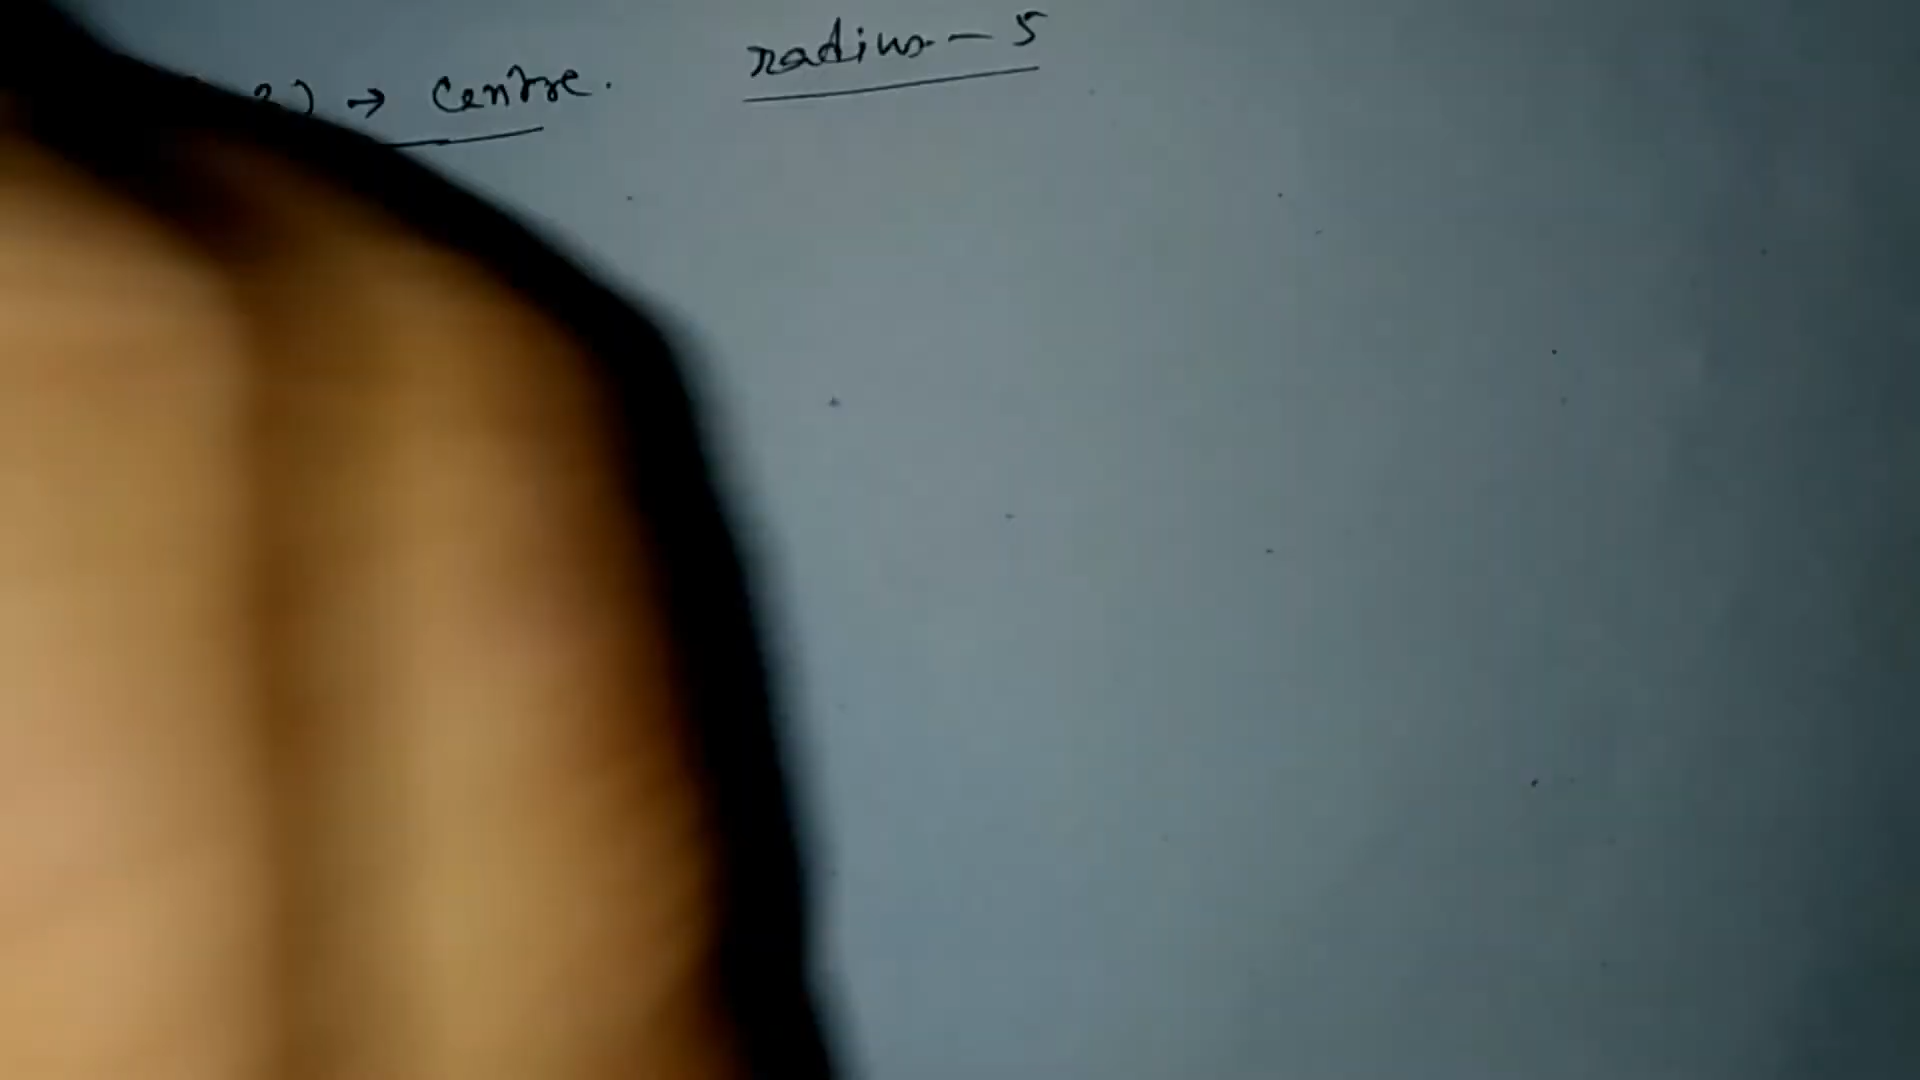 ) → Centre. radius - 5